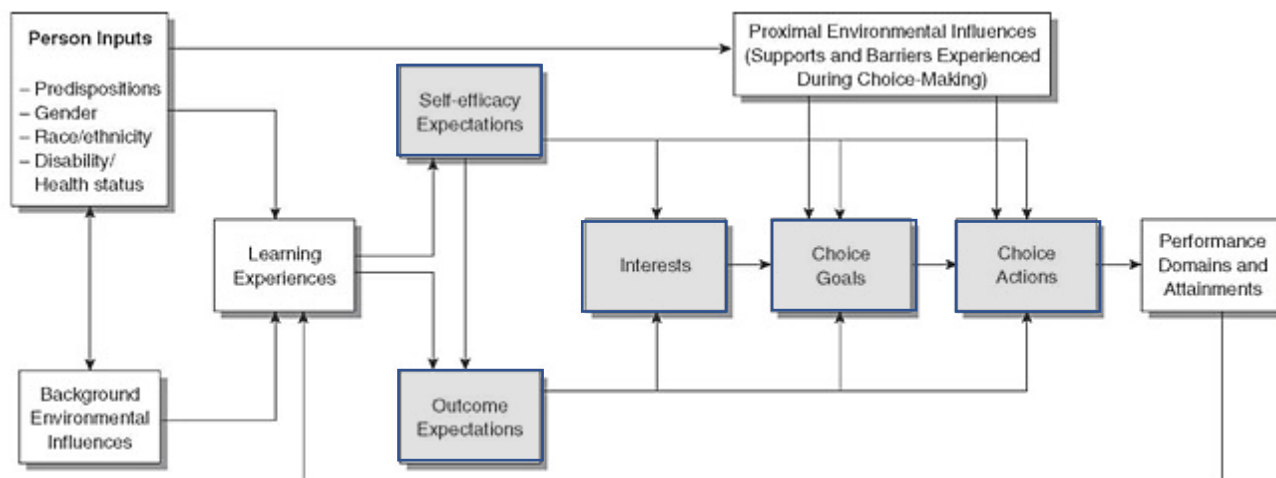 Person Inputs
– Predispositions
– Gender
– Race/ethnicity
– Disability/
Health status
Proximal Environmental Influences
(Supports and Barriers Experienced
During Choice-Making)
Self-efficacy
Expectations
Learning
Experiences
Interests
Choice
Goals
Choice
Actions
Performance
Domains and
Attainments
Background
Environmental
Influences
Outcome
Expectations